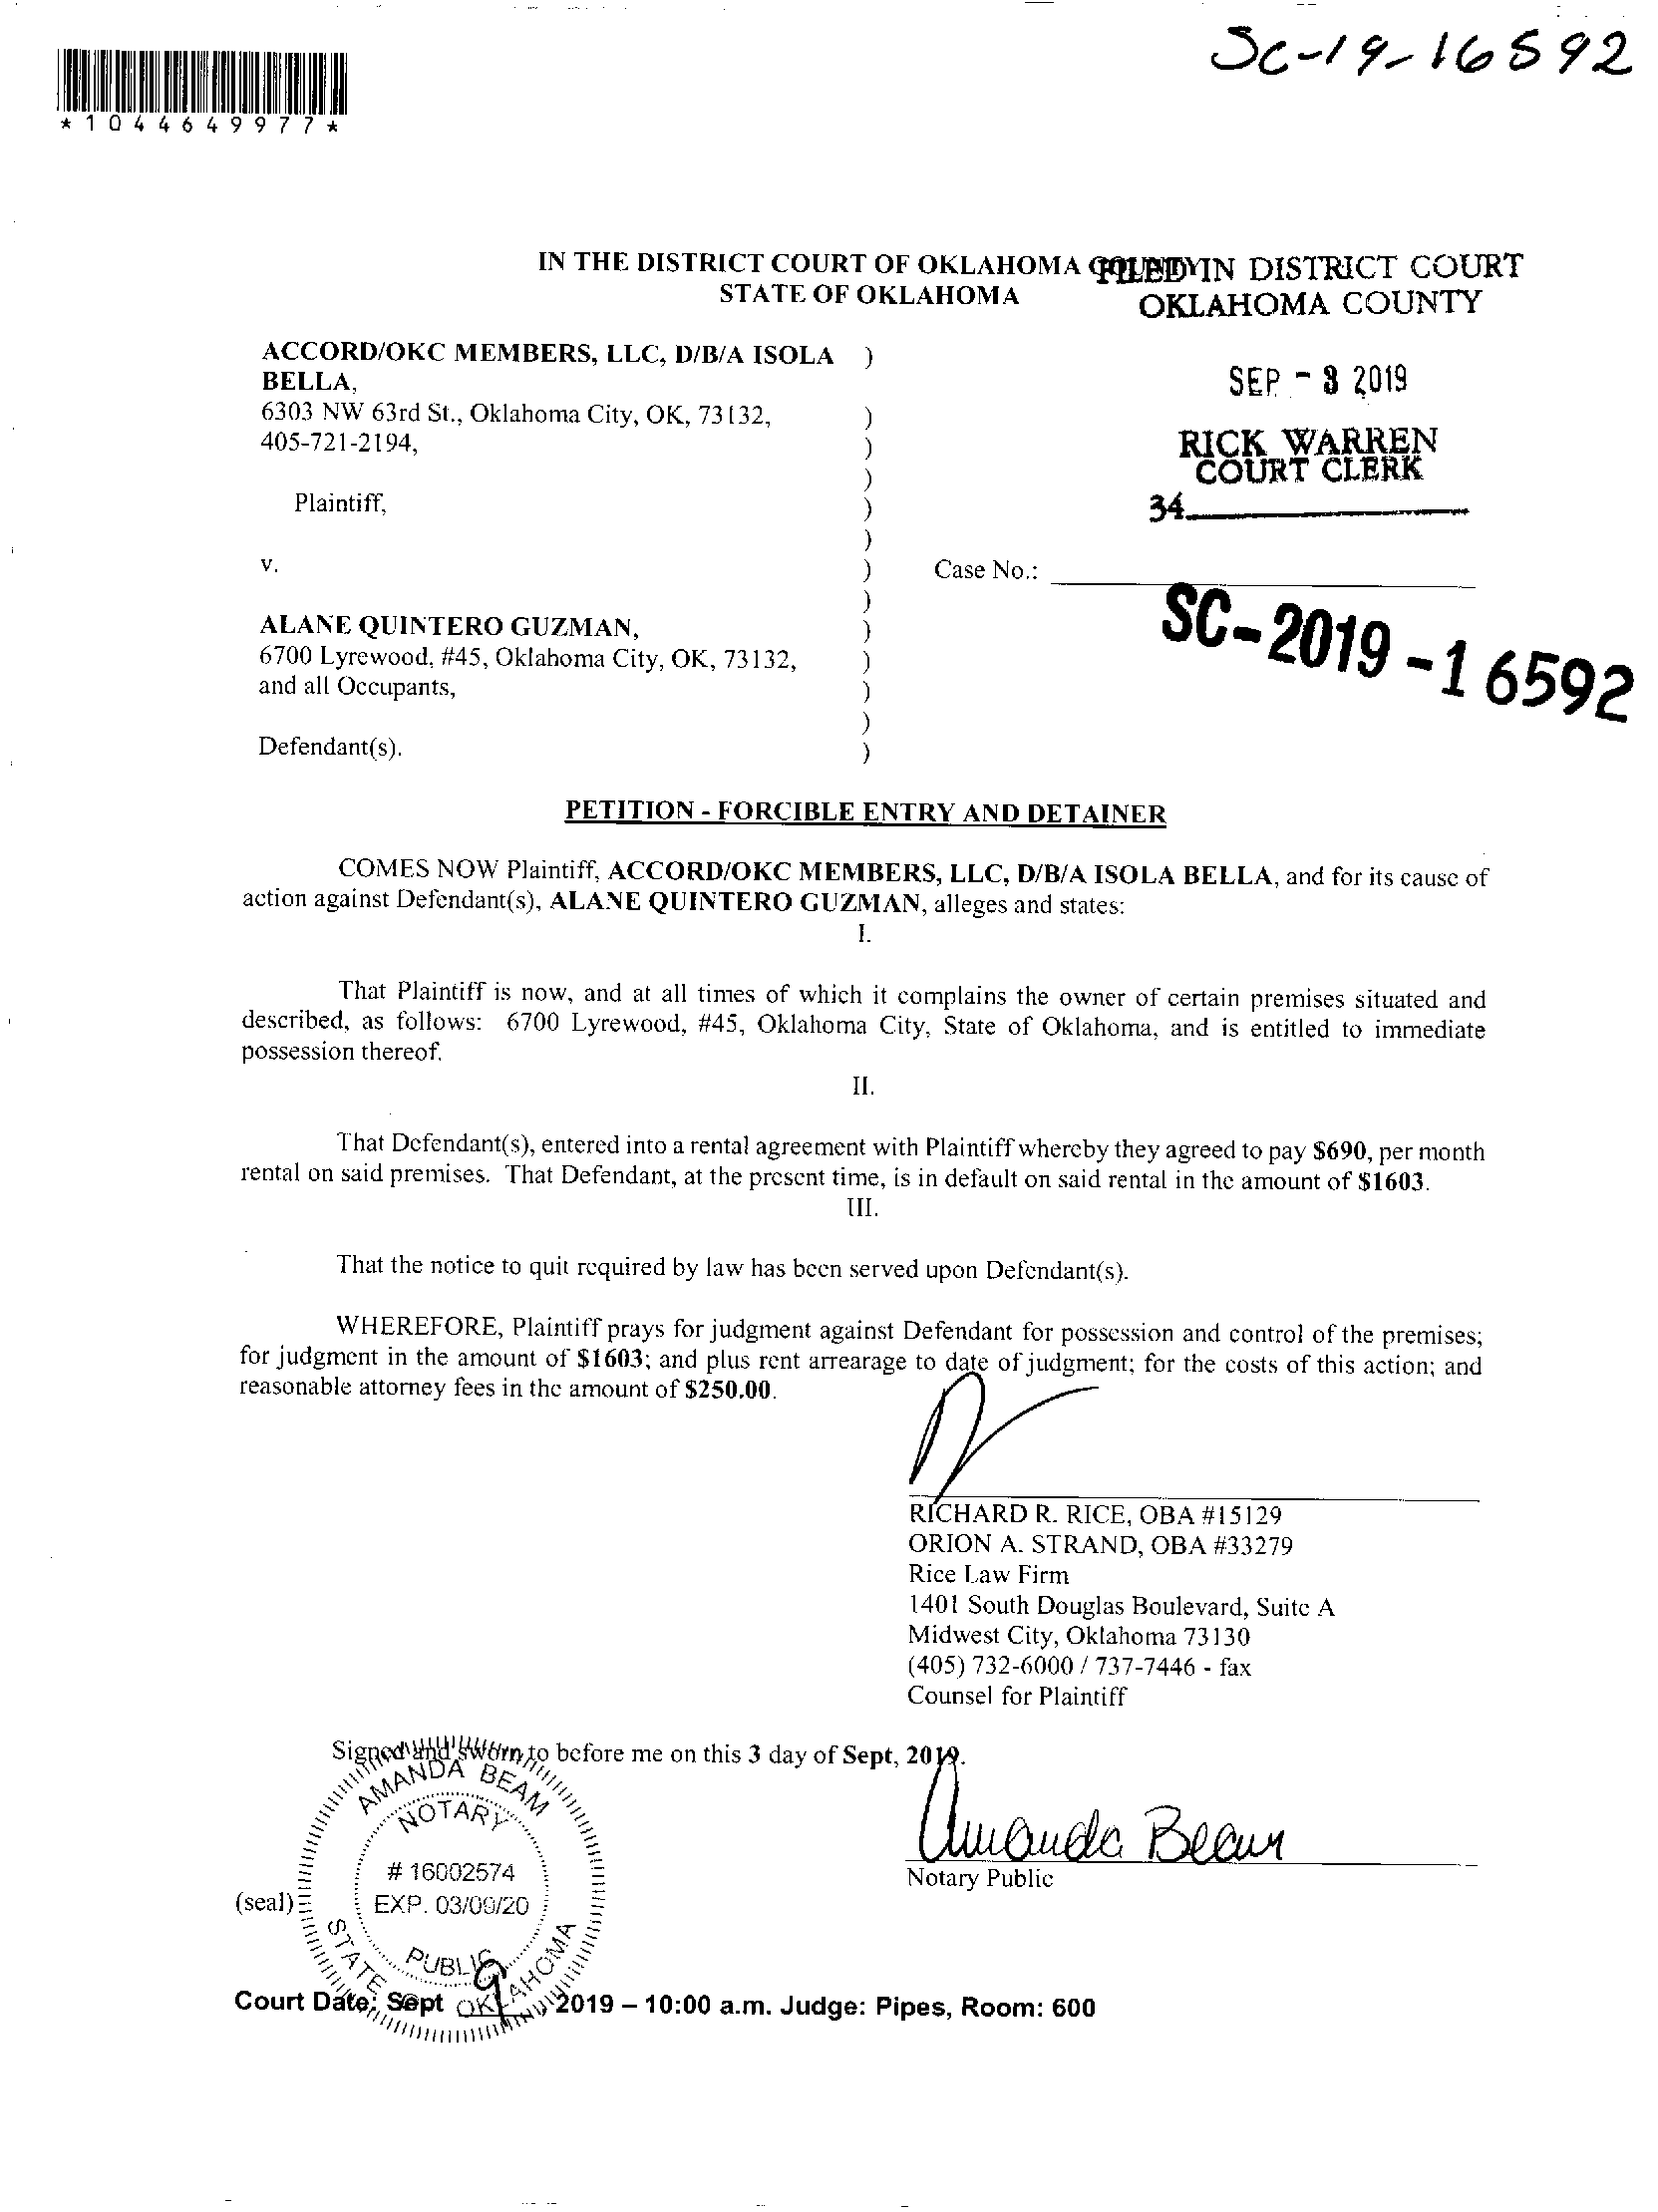 SC-19-16592
*1044649977*
IN THE DISTRICT COURT OF OKLAHOMA COUNTY
STATE OF OKLAHOMA
FILED IN DISTRICT COURT
OKLAHOMA COUNTY
SEP - 3 2019
RICK WARREN
COURT CLERK
34
ACCORD/OKC MEMBERS, LLC, D/B/A ISOLA )
BELLA,
6303 NW 63rd St., Oklahoma City, OK, 73132, )
405-721-2194, )
)
Plaintiff, )
)
v. ) Case No.:
)
SC-2019-16592
ALANE QUINTERO GUZMAN, )
6700 Lyrewood, #45, Oklahoma City, OK, 73132, )
and all Occupants, )
)
Defendant(s). )
PETITION - FORCIBLE ENTRY AND DETAINER
COMES NOW Plaintiff, ACCORD/OKC MEMBERS, LLC, D/B/A ISOLA BELLA, and for its cause of
action against Defendant(s), ALANE QUINTERO GUZMAN, alleges and states:
I.
That Plaintiff is now, and at all times of which it complains the owner of certain premises situated and
described, as follows: 6700 Lyrewood, #45, Oklahoma City, State of Oklahoma, and is entitled to immediate
possession thereof.
II.
That Defendant(s), entered into a rental agreement with Plaintiff whereby they agreed to pay $690, per month
rental on said premises. That Defendant, at the present time, is in default on said rental in the amount of $1603.
III.
That the notice to quit required by law has been served upon Defendant(s).
WHEREFORE, Plaintiff prays for judgment against Defendant for possession and control of the premises;
for judgment in the amount of $1603; and plus rent arrearage to date of judgment; for the costs of this action; and
reasonable attorney fees in the amount of $250.00.
RICHARD R. RICE, OBA #15129
ORION A. STRAND, OBA #33279
Rice Law Firm
1401 South Douglas Boulevard, Suite A
Midwest City, Oklahoma 73130
(405) 732-6000 / 737-7446 - fax
Counsel for Plaintiff
Signed and sworn to before me on this 3 day of Sept, 2019.
AMANDA BEAM
NOTARY
# 16002574
EXP. 03/09/20
PUBLIC
STATE OKLAHOMA
(seal)
Amanda Beam
Notary Public
Court Date: Sept 9, 2019 – 10:00 a.m. Judge: Pipes, Room: 600